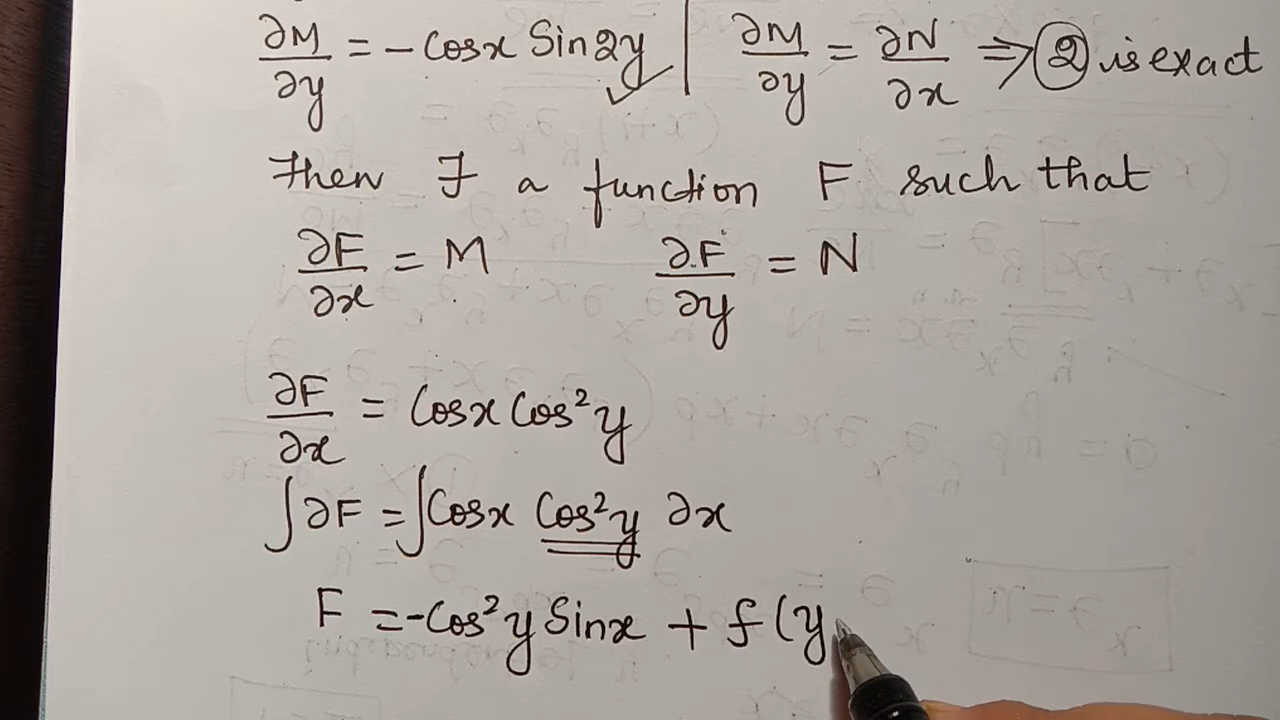 ∂M/∂y = -Cosx Sin2y | ∂M/∂y = ∂N/∂x ⇒ ② is exact
Then ∃ a function F such that
∂F/∂x = M ∂F/∂y = N
∂F/∂x = Cosx Cos²y
∫∂F = ∫Cosx Cos²y ∂x
F = -Cos²y Sinx + f(y